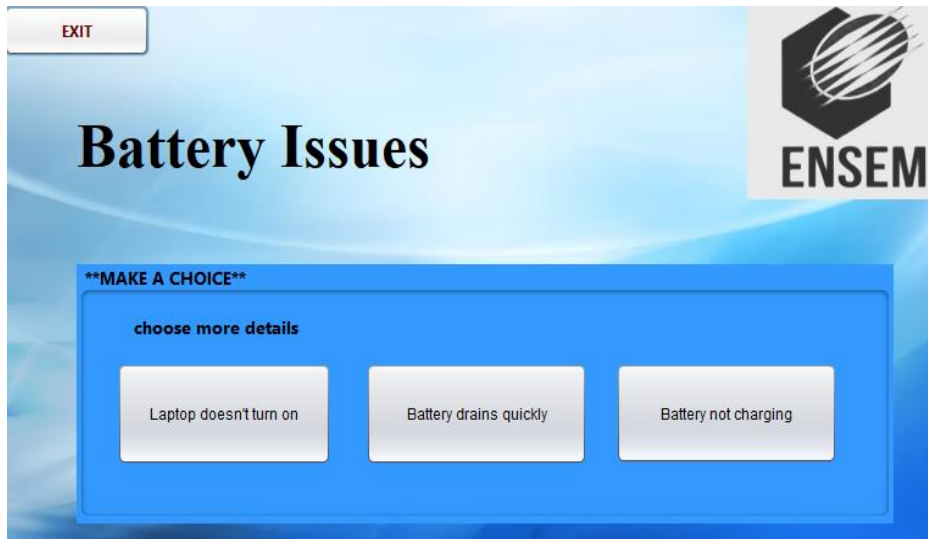 EXIT
Battery Issues
ENSEM
**MAKE A CHOICE**
choose more details
Laptop doesn't turn on
Battery drains quickly
Battery not charging